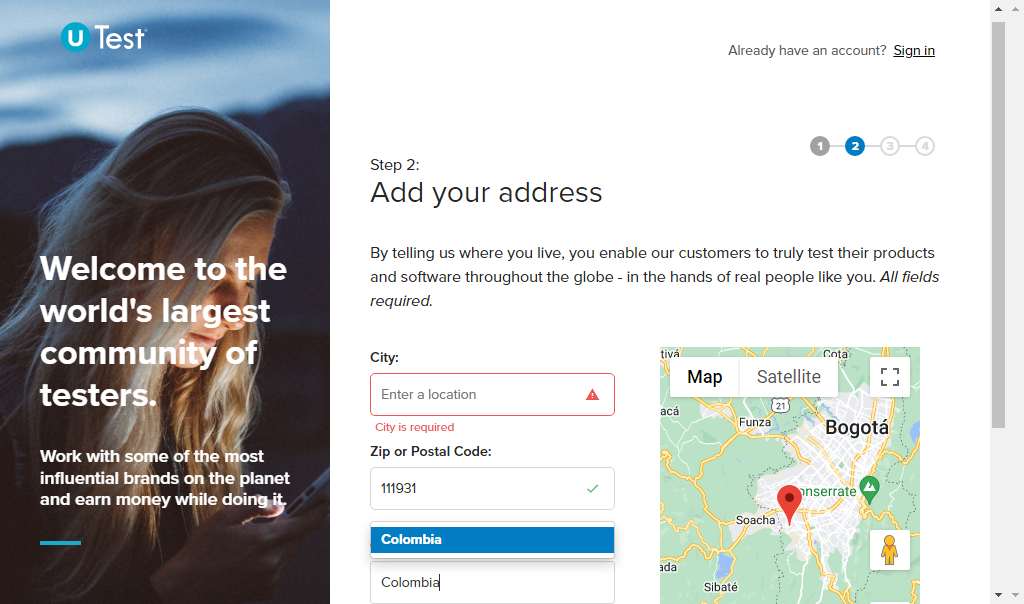 U Test
Already have an account? Sign in
1 2 3 4
Step 2:
Add your address
By telling us where you live, you enable our customers to truly test their products
and software throughout the globe - in the hands of real people like you. All fields
required.
Welcome to the
world's largest
community of
testers.
Work with some of the most
influential brands on the planet
and earn money while doing it.
City:
Enter a location
City is required
Zip or Postal Code:
111931
Colombia
Colombia
tivá
Cota
Map Satellite
21
acá
Funza
Bogotá
onserrate
Soacha
ada
Sibaté